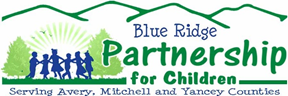 Blue Ridge
Partnership
for Children
Serving Avery, Mitchell and Yancey Counties